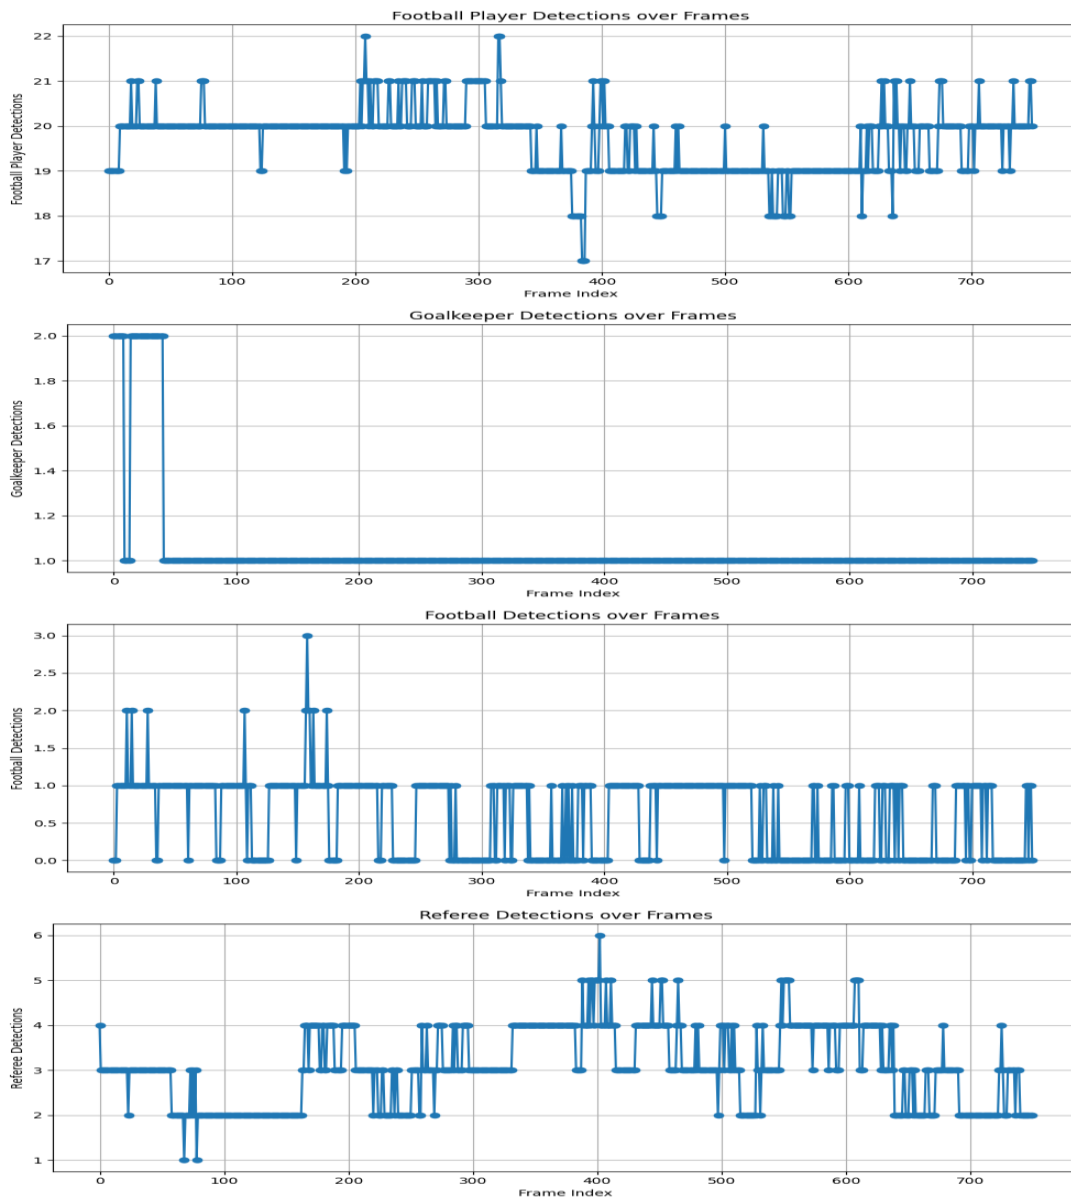 Football Player Detections over Frames
22
21
20
19
18
17
Football Player Detections
0 100 200 300 400 500 600 700
Frame Index
Goalkeeper Detections over Frames
2.0
1.8
1.6
1.4
1.2
1.0
Goalkeeper Detections
0 100 200 300 400 500 600 700
Frame Index
Football Detections over Frames
3.0
2.5
2.0
1.5
1.0
0.5
0.0
Football Detections
0 100 200 300 400 500 600 700
Frame Index
Referee Detections over Frames
6
5
4
3
2
1
Referee Detections
0 100 200 300 400 500 600 700
Frame Index